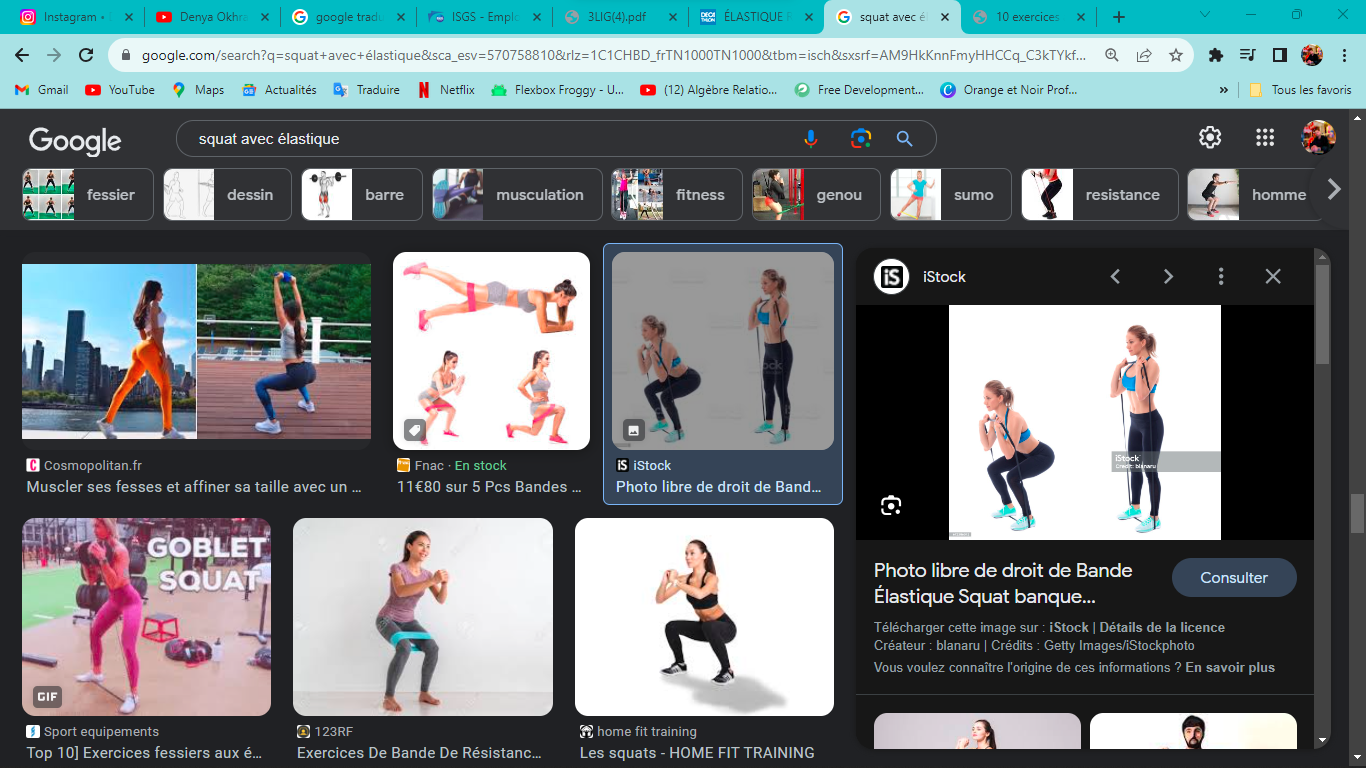 Instagram •
Denya Okhra
google tradu
ISGS - Emplo
3LIG(4).pdf
ÉLASTIQUE F
squat avec él
10 exercices
google.com/search?q=squat+avec+élastique&sca_esv=570758810&rlz=1C1CHBD_frTN1000TN1000&tbm=isch&sxsrf=AM9HkKnnFmyHHCCq_C3kTYkf...
Gmail
YouTube
Maps
Actualités
Traduire
Netflix
Flexbox Froggy - U...
(12) Algèbre Relatio...
Free Development...
Orange et Noir Prof...
»
Tous les favoris
Google
squat avec élastique
fessier
dessin
barre
musculation
fitness
genou
sumo
resistance
homme
iS
iStock
Cosmopolitan.fr
Muscler ses fesses et affiner sa taille avec un ...
Fnac · En stock
11€80 sur 5 Pcs Bandes ...
iStock
Photo libre de droit de Band...
iStock
Crédit: blanaru
Photo libre de droit de Bande
Élastique Squat banque...
Consulter
Télécharger cette image sur : iStock | Détails de la licence
Créateur : blanaru | Crédits : Getty Images/iStockphoto
Vous voulez connaître l'origine de ces informations ? En savoir plus
GOBLET
SQUAT
GIF
Sport equipements
Top 10] Exercices fessiers aux é...
123RF
Exercices De Bande De Résistanc...
home fit training
Les squats - HOME FIT TRAINING